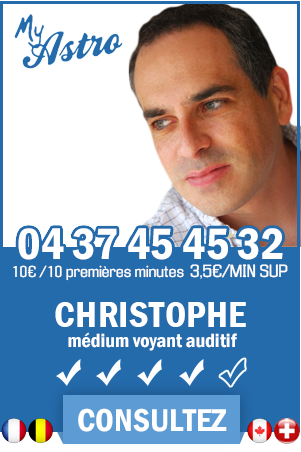 My
Astro
04 37 45 45 32
10€ /10 premières minutes 3,5€/MIN SUP
CHRISTOPHE
médium voyant auditif
CONSULTEZ